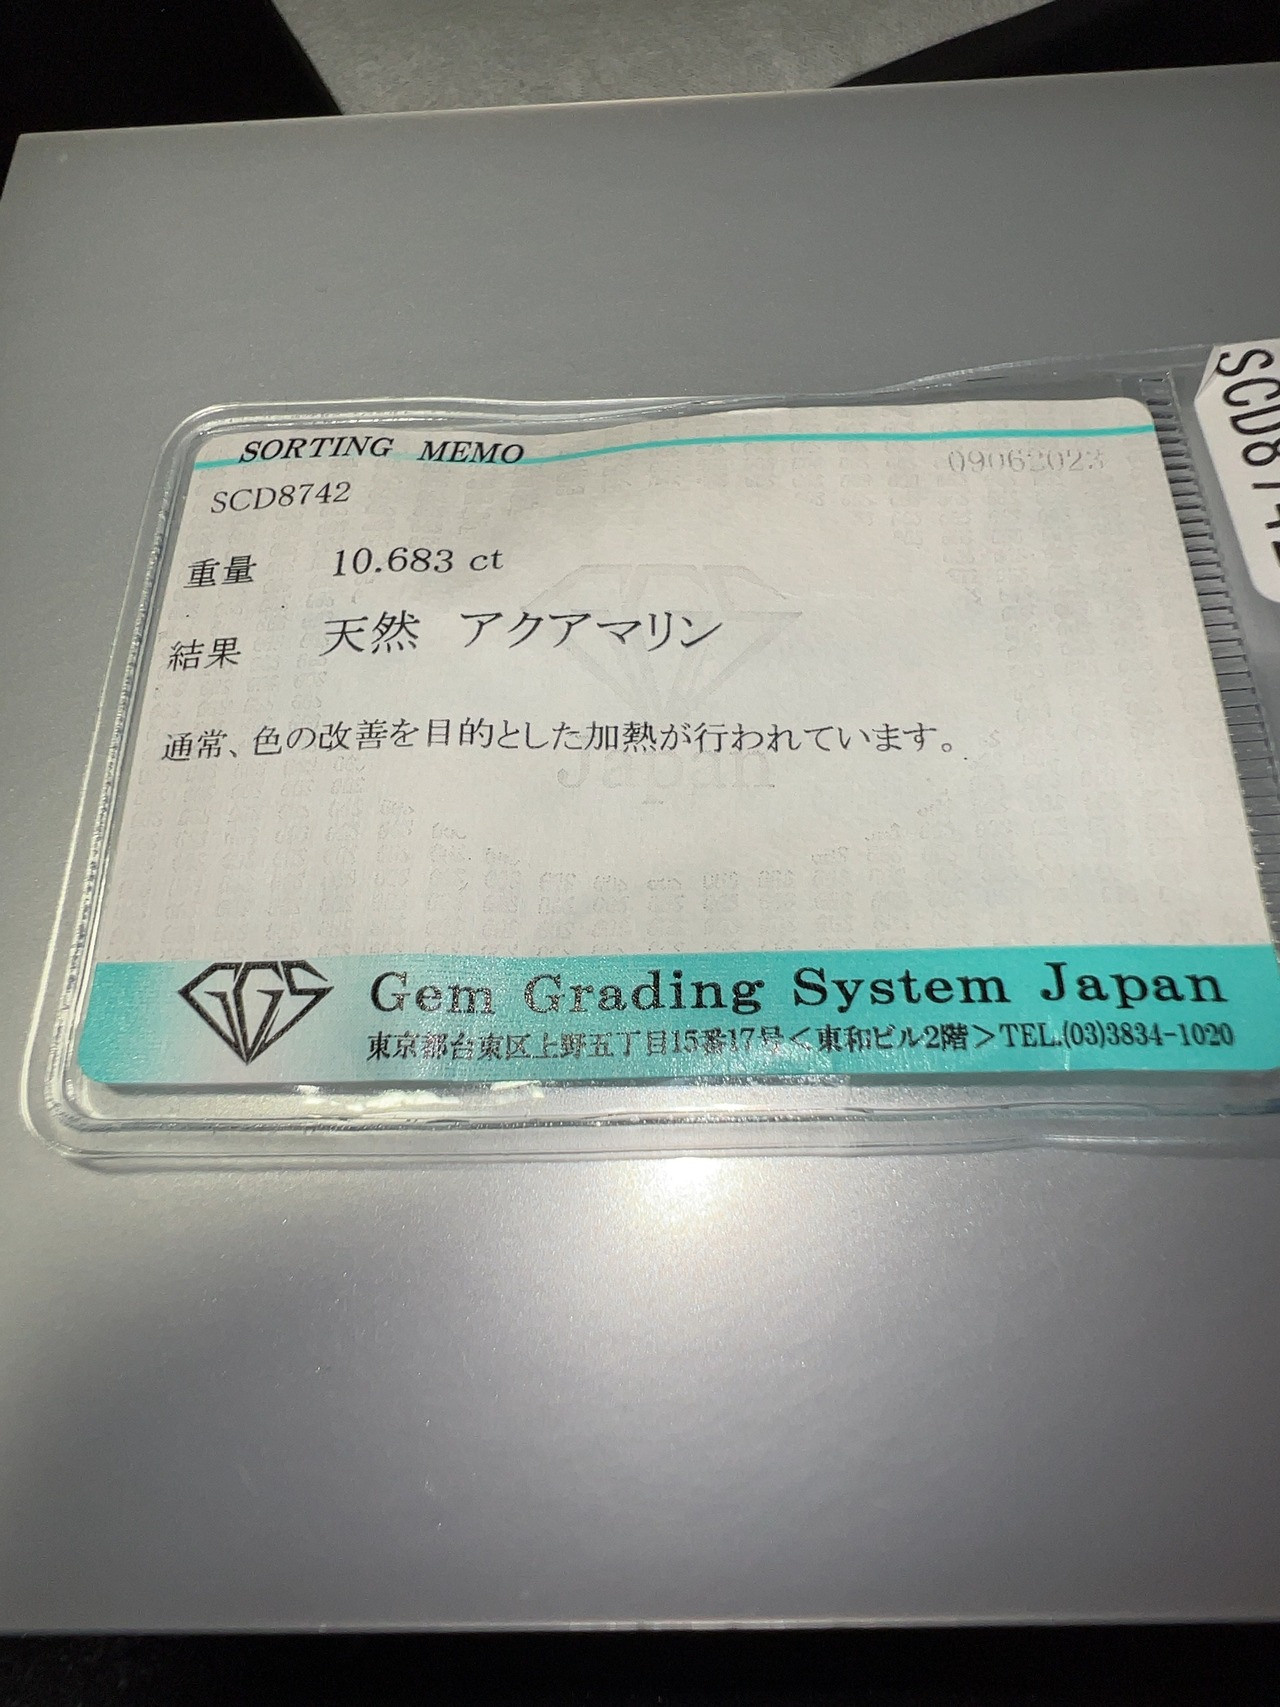 SORTING MEMO
09062023
SCD8742
重量 10.683 ct
結果 天然 アクアマリン
通常、色の改善を目的とした加熱が行われています。
Japan
GGS Gem Grading System Japan
東京都台東区上野五丁目15番17号＜東和ビル2階＞TEL.(03)3834-1020
SCD8742